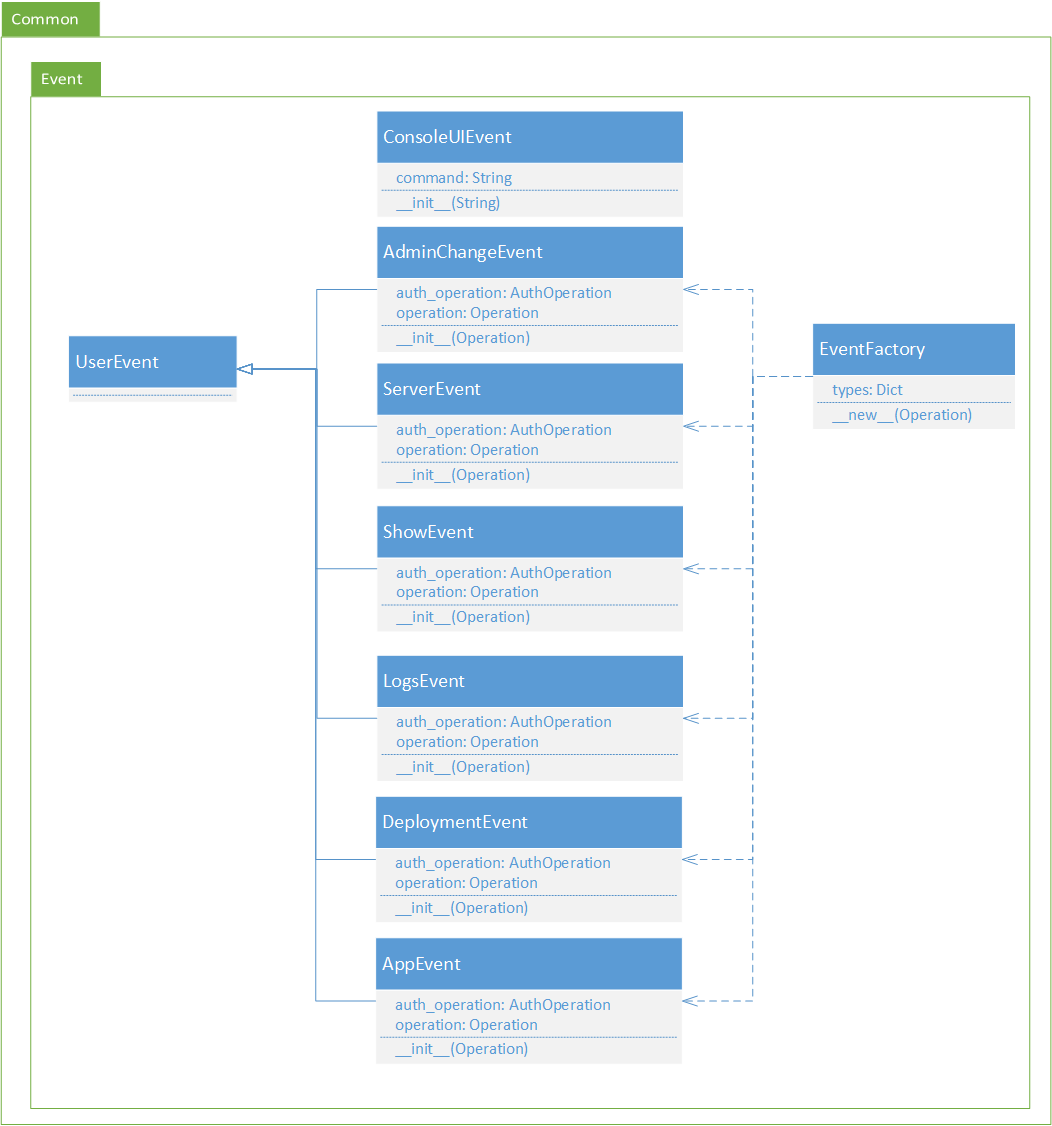 Common
Event
ConsoleUIEvent
command: String
__init__(String)
AdminChangeEvent
auth_operation: AuthOperation
operation: Operation
__init__(Operation)
UserEvent
EventFactory
types: Dict
__new__(Operation)
ServerEvent
auth_operation: AuthOperation
operation: Operation
__init__(Operation)
ShowEvent
auth_operation: AuthOperation
operation: Operation
__init__(Operation)
LogsEvent
auth_operation: AuthOperation
operation: Operation
__init__(Operation)
DeploymentEvent
auth_operation: AuthOperation
operation: Operation
__init__(Operation)
AppEvent
auth_operation: AuthOperation
operation: Operation
__init__(Operation)